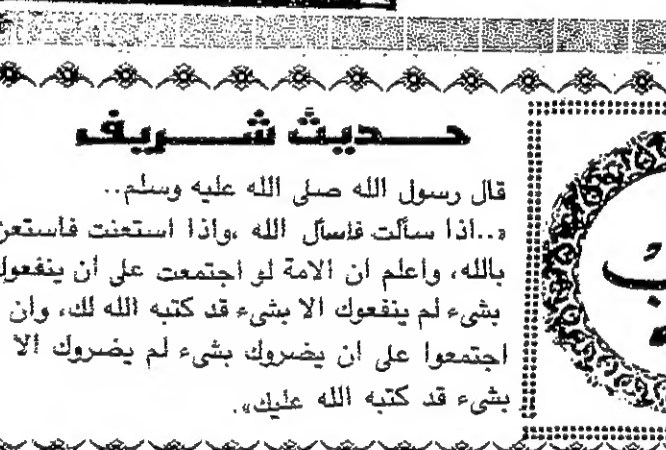 حديث شريف
قال رسول الله صلى الله عليه وسلم..
«..اذا سألت فاسأل الله ،واذا استعنت فاستعن
بالله، واعلم ان الامة لو اجتمعت على ان ينفعوك
بشيء لم ينفعوك الا بشيء قد كتبه الله لك، وان
اجتمعوا على ان يضروك بشيء لم يضروك الا
بشيء قد كتبه الله عليك».